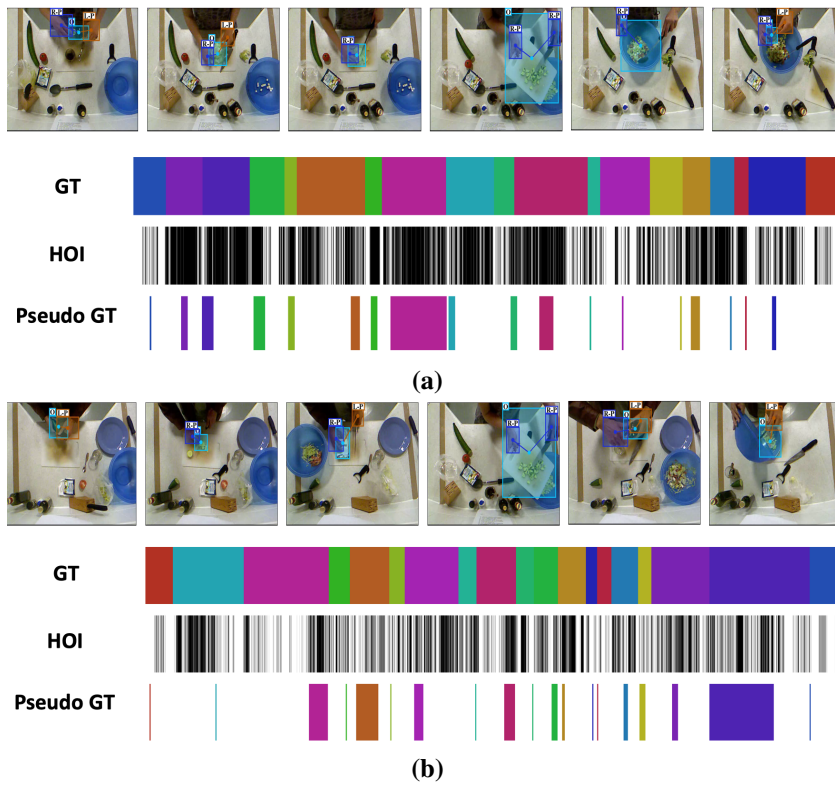 R-P L-P
O
O
R-P
R-P
O
R-P R-P
R-P
L-P
GT
HOI
Pseudo GT
(a)
O L-P
R-P
R-P
O
R-P R-P
L-P
R-P O
O
GT
HOI
Pseudo GT
(b)